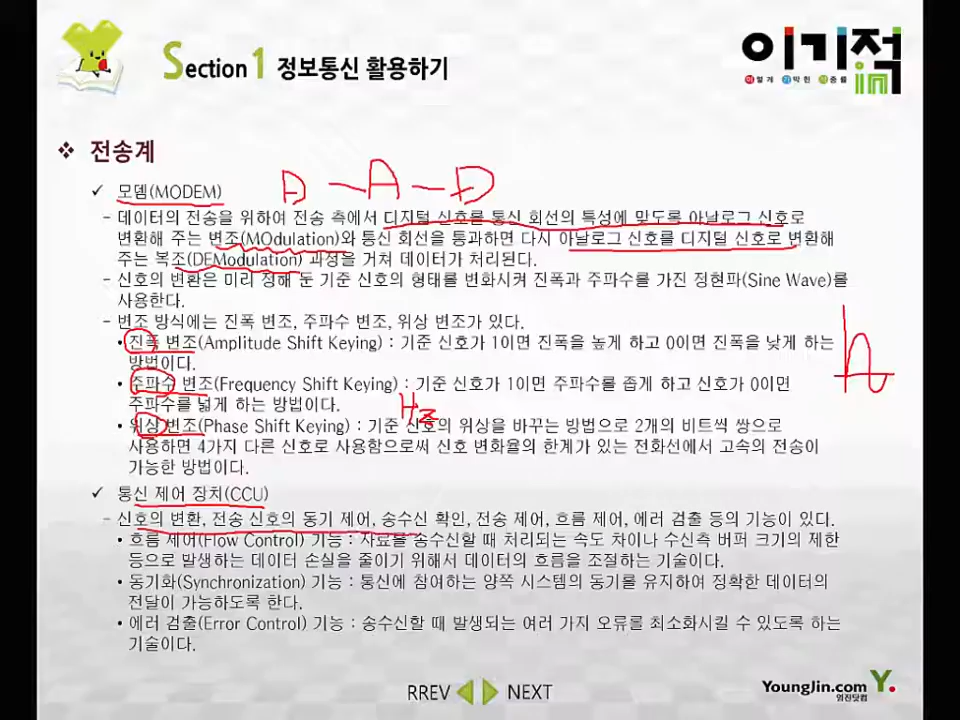 Section 1 정보통신 활용하기
이기적in
이렇게 기막힌 적중률
❖ 전송계
✓ 모뎀(MODEM)
D - A - D
- 데이터의 전송을 위하여 전송 측에서 디지털 신호를 통신 회선의 특성에 맞도록 아날로그 신호로
변환해 주는 변조(MOdulation)와 통신 회선을 통과하면 다시 아날로그 신호를 디지털 신호로 변환해
주는 복조(DEModulation) 과정을 거쳐 데이터가 처리된다.
- 신호의 변환은 미리 정해 둔 기준 신호의 형태를 변화시켜 진폭과 주파수를 가진 정현파(Sine Wave)를
사용한다.
- 변조 방식에는 진폭 변조, 주파수 변조, 위상 변조가 있다.
• 진폭 변조(Amplitude Shift Keying) : 기준 신호가 1이면 진폭을 높게 하고 0이면 진폭을 낮게 하는
방법이다.
• 주파수 변조(Frequency Shift Keying) : 기준 신호가 1이면 주파수를 좁게 하고 신호가 0이면
주파수를 넓게 하는 방법이다.
Hz
• 위상 변조(Phase Shift Keying) : 기준 신호의 위상을 바꾸는 방법으로 2개의 비트씩 쌍으로
사용하면 4가지 다른 신호로 사용함으로써 신호 변화율의 한계가 있는 전화선에서 고속의 전송이
가능한 방법이다.
✓ 통신 제어 장치(CCU)
- 신호의 변환, 전송 신호의 동기 제어, 송수신 확인, 전송 제어, 흐름 제어, 에러 검출 등의 기능이 있다.
• 흐름 제어(Flow Control) 기능 : 자료를 송수신할 때 처리되는 속도 차이나 수신측 버퍼 크기의 제한
등으로 발생하는 데이터 손실을 줄이기 위해서 데이터의 흐름을 조절하는 기술이다.
• 동기화(Synchronization) 기능 : 통신에 참여하는 양쪽 시스템의 동기를 유지하여 정확한 데이터의
전달이 가능하도록 한다.
• 에러 검출(Error Control) 기능 : 송수신할 때 발생되는 여러 가지 오류를 최소화시킬 수 있도록 하는
기술이다.
RREV NEXT
YoungJin.com Y.
영진닷컴